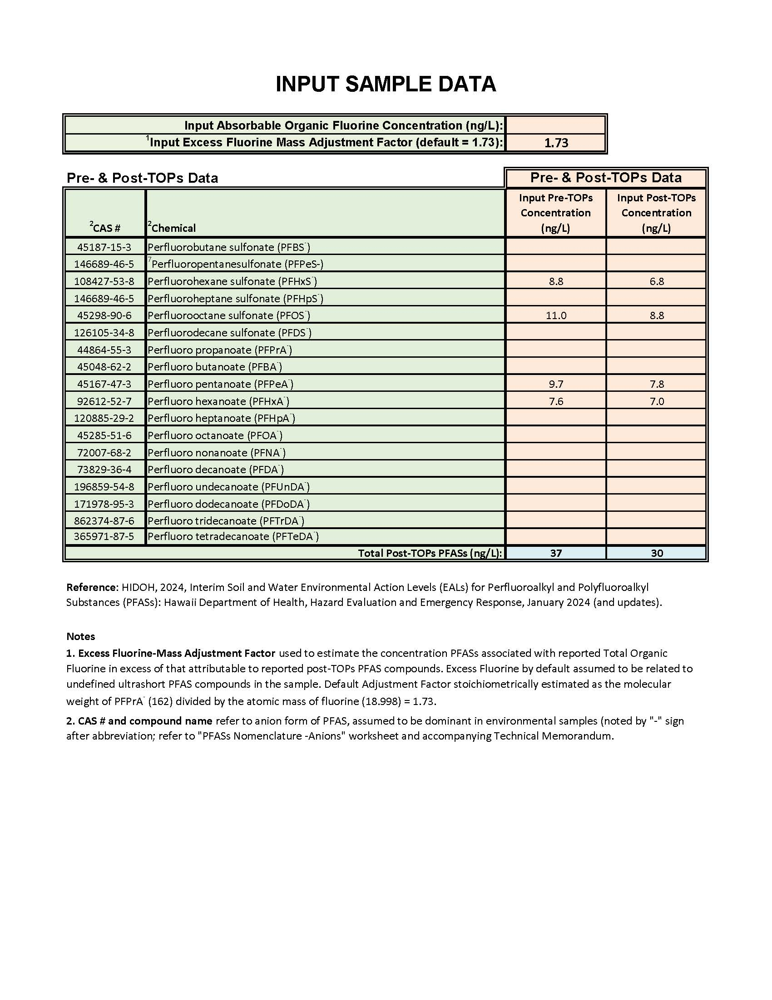 INPUT SAMPLE DATA
Input Absorbable Organic Fluorine Concentration (ng/L):
¹Input Excess Fluorine Mass Adjustment Factor (default = 1.73): 1.73
Pre- & Post-TOPs Data
Pre- & Post-TOPs Data
²CAS # ²Chemical Input Pre-TOPs Concentration (ng/L) Input Post-TOPs Concentration (ng/L)
45187-15-3 Perfluorobutane sulfonate (PFBS⁻)
146689-46-5 ⁷Perfluoropentanesulfonate (PFPeS-)
108427-53-8 Perfluorohexane sulfonate (PFHxS⁻) 8.8 6.8
146689-46-5 Perfluoroheptane sulfonate (PFHpS⁻)
45298-90-6 Perfluorooctane sulfonate (PFOS⁻) 11.0 8.8
126105-34-8 Perfluorodecane sulfonate (PFDS⁻)
44864-55-3 Perfluoro propanoate (PFPrA⁻)
45048-62-2 Perfluoro butanoate (PFBA⁻)
45167-47-3 Perfluoro pentanoate (PFPeA⁻) 9.7 7.8
92612-52-7 Perfluoro hexanoate (PFHxA⁻) 7.6 7.0
120885-29-2 Perfluoro heptanoate (PFHpA⁻)
45285-51-6 Perfluoro octanoate (PFOA⁻)
72007-68-2 Perfluoro nonanoate (PFNA⁻)
73829-36-4 Perfluoro decanoate (PFDA⁻)
196859-54-8 Perfluoro undecanoate (PFUnDA⁻)
171978-95-3 Perfluoro dodecanoate (PFDoDA⁻)
862374-87-6 Perfluoro tridecanoate (PFTrDA⁻)
365971-87-5 Perfluoro tetradecanoate (PFTeDA⁻)
Total Post-TOPs PFASs (ng/L): 37 30
Reference: HIDOH, 2024, Interim Soil and Water Environmental Action Levels (EALs) for Perfluoroalkyl and Polyfluoroalkyl
Substances (PFASs): Hawaii Department of Health, Hazard Evaluation and Emergency Response, January 2024 (and updates).
Notes
1. Excess Fluorine-Mass Adjustment Factor used to estimate the concentration PFASs associated with reported Total Organic
Fluorine in excess of that attributable to reported post-TOPs PFAS compounds. Excess Fluorine by default assumed to be related to
undefined ultrashort PFAS compounds in the sample. Default Adjustment Factor stoichiometrically estimated as the molecular
weight of PFPrA⁻ (162) divided by the atomic mass of fluorine (18.998) = 1.73.
2. CAS # and compound name refer to anion form of PFAS, assumed to be dominant in environmental samples (noted by "-" sign
after abbreviation; refer to "PFASs Nomenclature -Anions" worksheet and accompanying Technical Memorandum.